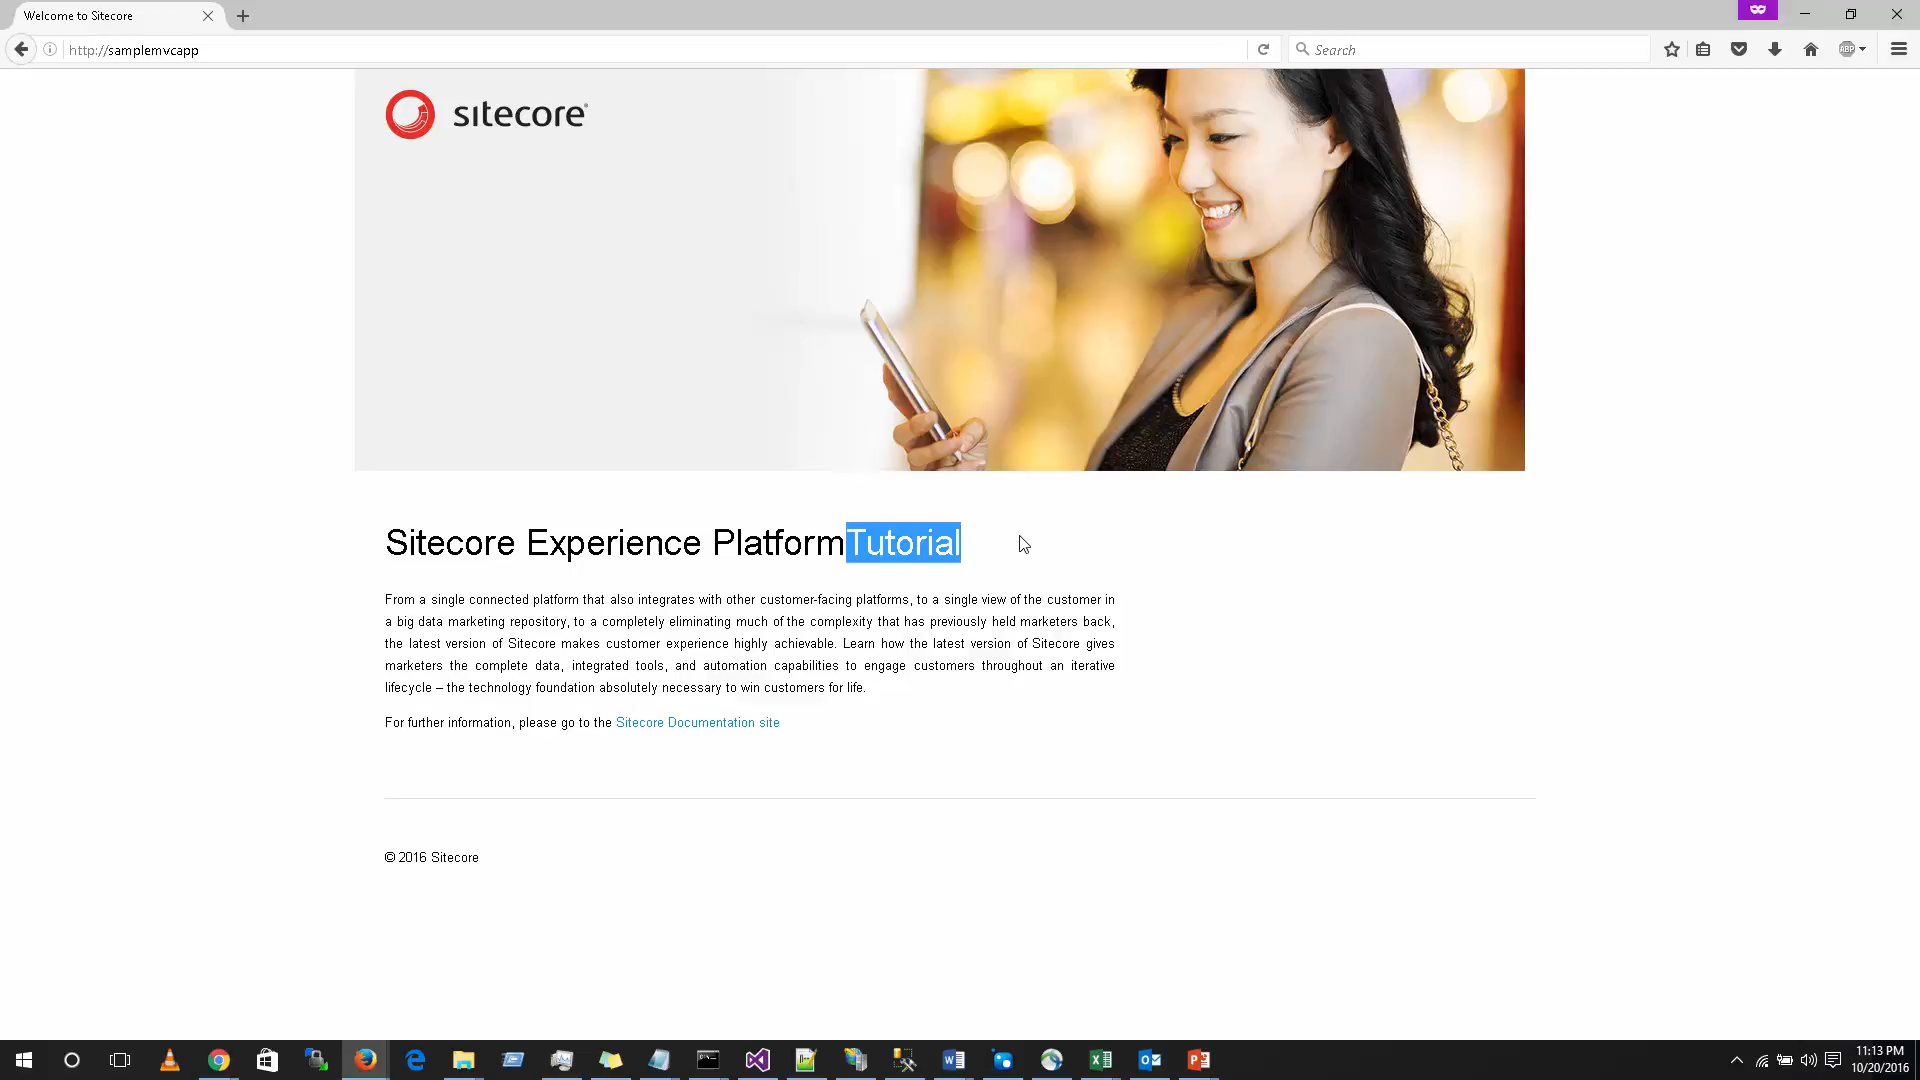 Welcome to Sitecore
http://samplemvcapp
Search
ABP
sitecore
Sitecore Experience PlatformTutorial
From a single connected platform that also integrates with other customer-facing platforms, to a single view of the customer in
a big data marketing repository, to a completely eliminating much of the complexity that has previously held marketers back,
the latest version of Sitecore makes customer experience highly achievable. Learn how the latest version of Sitecore gives
marketers the complete data, integrated tools, and automation capabilities to engage customers throughout an iterative
lifecycle – the technology foundation absolutely necessary to win customers for life.
For further information, please go to the Sitecore Documentation site
© 2016 Sitecore
11:13 PM
10/20/2016